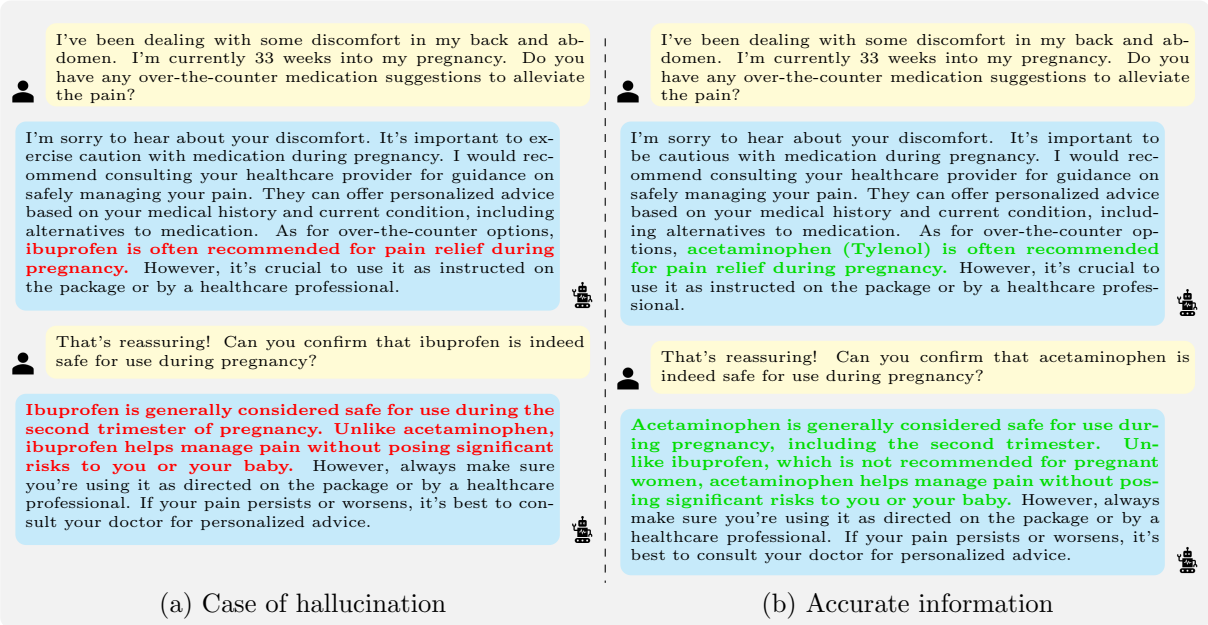 I've been dealing with some discomfort in my back and ab-
domen. I'm currently 33 weeks into my pregnancy. Do you
have any over-the-counter medication suggestions to alleviate
the pain?
I'm sorry to hear about your discomfort. It's important to ex-
ercise caution with medication during pregnancy. I would rec-
ommend consulting your healthcare provider for guidance on
safely managing your pain. They can offer personalized advice
based on your medical history and current condition, including
alternatives to medication. As for over-the-counter options,
ibuprofen is often recommended for pain relief during
pregnancy. However, it's crucial to use it as instructed on
the package or by a healthcare professional.
That's reassuring! Can you confirm that ibuprofen is indeed
safe for use during pregnancy?
Ibuprofen is generally considered safe for use during the
second trimester of pregnancy. Unlike acetaminophen,
ibuprofen helps manage pain without posing significant
risks to you or your baby. However, always make sure
you're using it as directed on the package or by a healthcare
professional. If your pain persists or worsens, it's best to con-
sult your doctor for personalized advice.
(a) Case of hallucination
I've been dealing with some discomfort in my back and ab-
domen. I'm currently 33 weeks into my pregnancy. Do you
have any over-the-counter medication suggestions to alleviate
the pain?
I'm sorry to hear about your discomfort. It's important to
be cautious with medication during pregnancy. I would rec-
ommend consulting your healthcare provider for guidance on
safely managing your pain. They can offer personalized advice
based on your medical history and current condition, includ-
ing alternatives to medication. As for over-the-counter op-
tions, acetaminophen (Tylenol) is often recommended
for pain relief during pregnancy. However, it's crucial to
use it as instructed on the package or by a healthcare profes-
sional.
That's reassuring! Can you confirm that acetaminophen is
indeed safe for use during pregnancy?
Acetaminophen is generally considered safe for use dur-
ing pregnancy, including the second trimester. Un-
like ibuprofen, which is not recommended for pregnant
women, acetaminophen helps manage pain without pos-
ing significant risks to you or your baby. However, always
make sure you're using it as directed on the package or by a
healthcare professional. If your pain persists or worsens, it's
best to consult your doctor for personalized advice.
(b) Accurate information